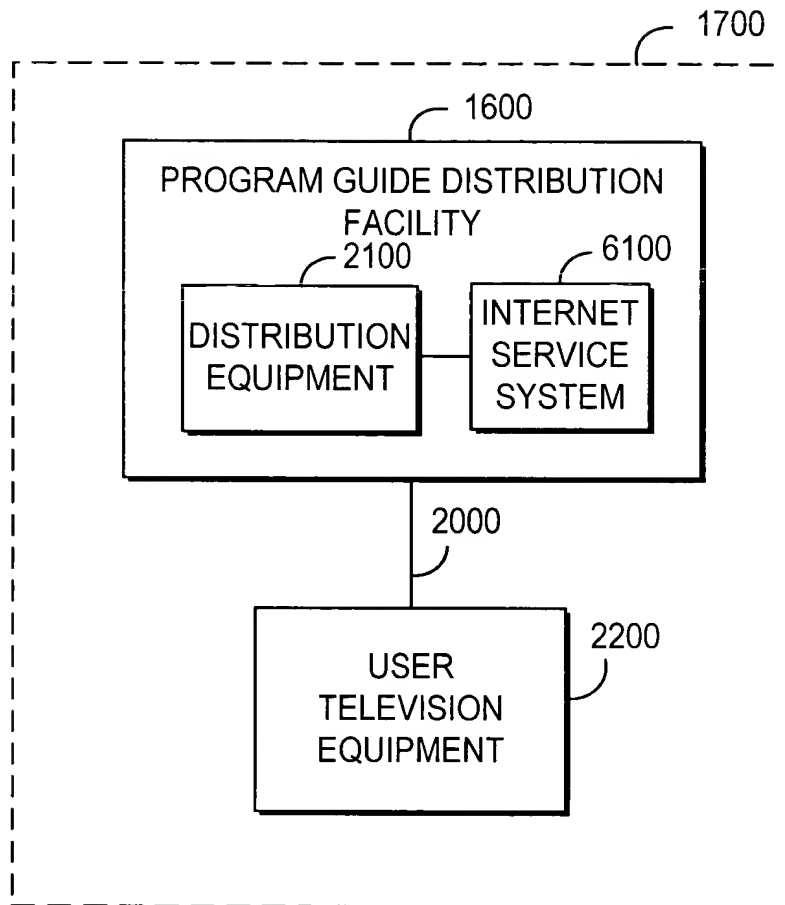 1700
1600
PROGRAM GUIDE DISTRIBUTION
FACILITY
2100
6100
DISTRIBUTION
EQUIPMENT
INTERNET
SERVICE
SYSTEM
2000
2200
USER
TELEVISION
EQUIPMENT